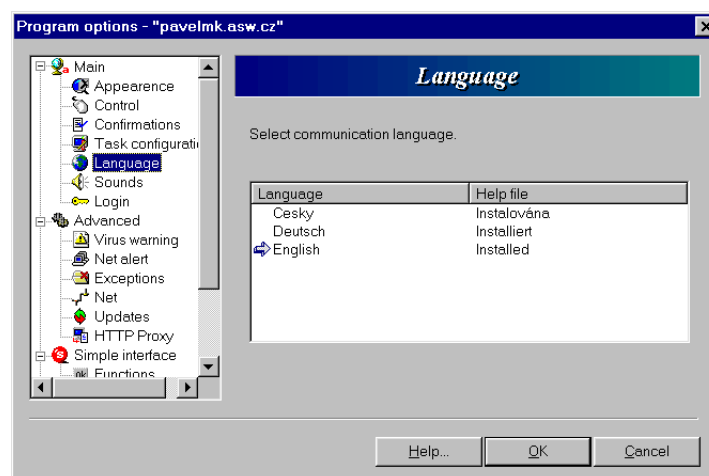 Program options - "pavelmk.asw.cz"
Main
Appearence
Control
Confirmations
Task configurati
Language
Sounds
Login
Advanced
Virus warning
Net alert
Exceptions
Net
Updates
HTTP Proxy
Simple interface
Functions
Language
Select communication language.
Language Help file
Cesky Instalována
Deutsch Installiert
English Installed
Help... OK Cancel